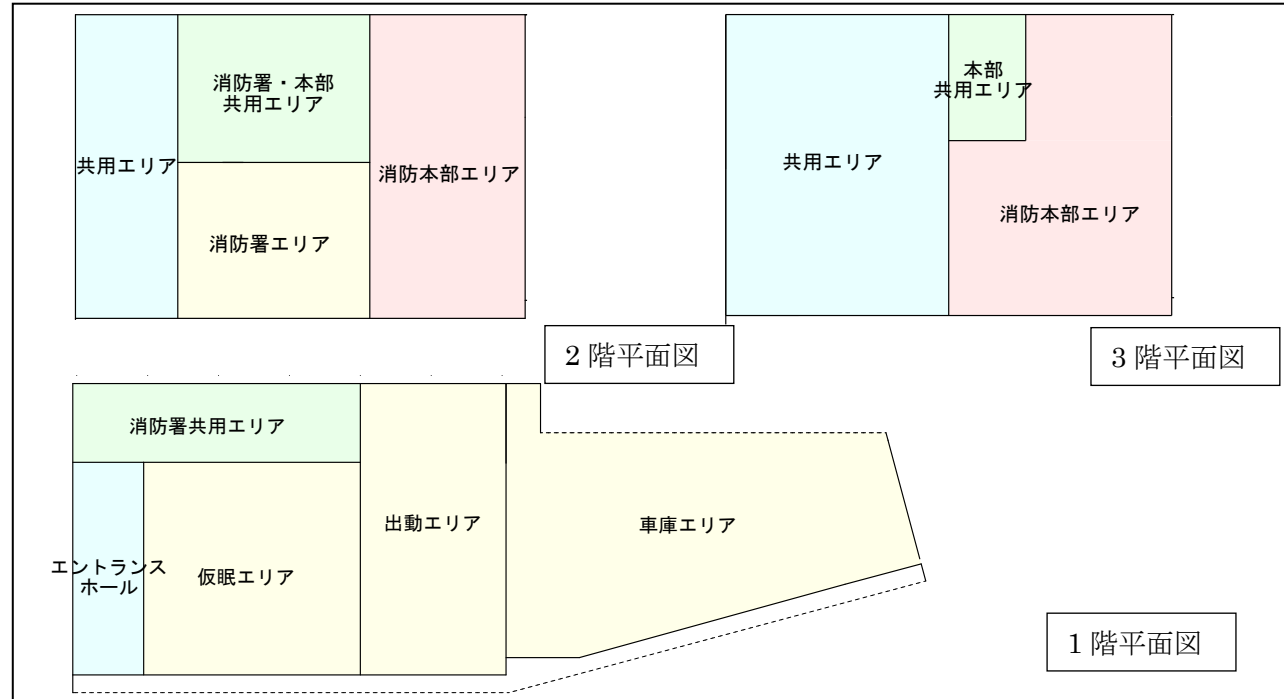 消防署・本部
共用エリア
共用エリア
消防署エリア
消防本部エリア
2 階平面図
本部
共用エリア
共用エリア
消防本部エリア
3 階平面図
消防署共用エリア
エントランス
ホール
仮眠エリア
出動エリア
車庫エリア
1 階平面図